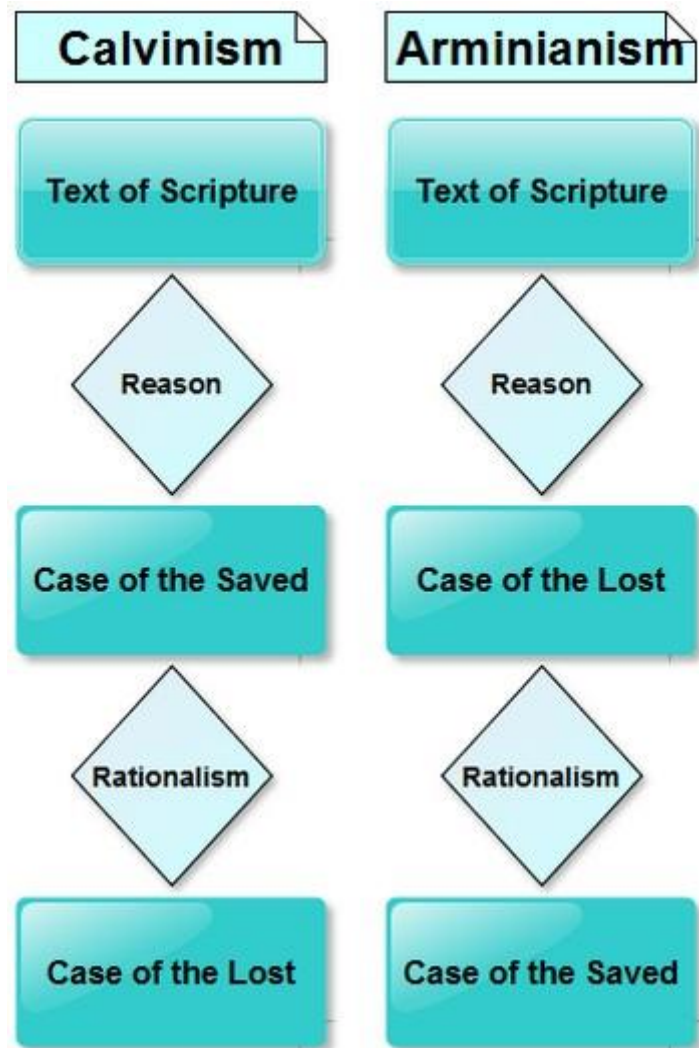 Calvinism
Text of Scripture
Reason
Case of the Saved
Rationalism
Case of the Lost
Arminianism
Text of Scripture
Reason
Case of the Lost
Rationalism
Case of the Saved